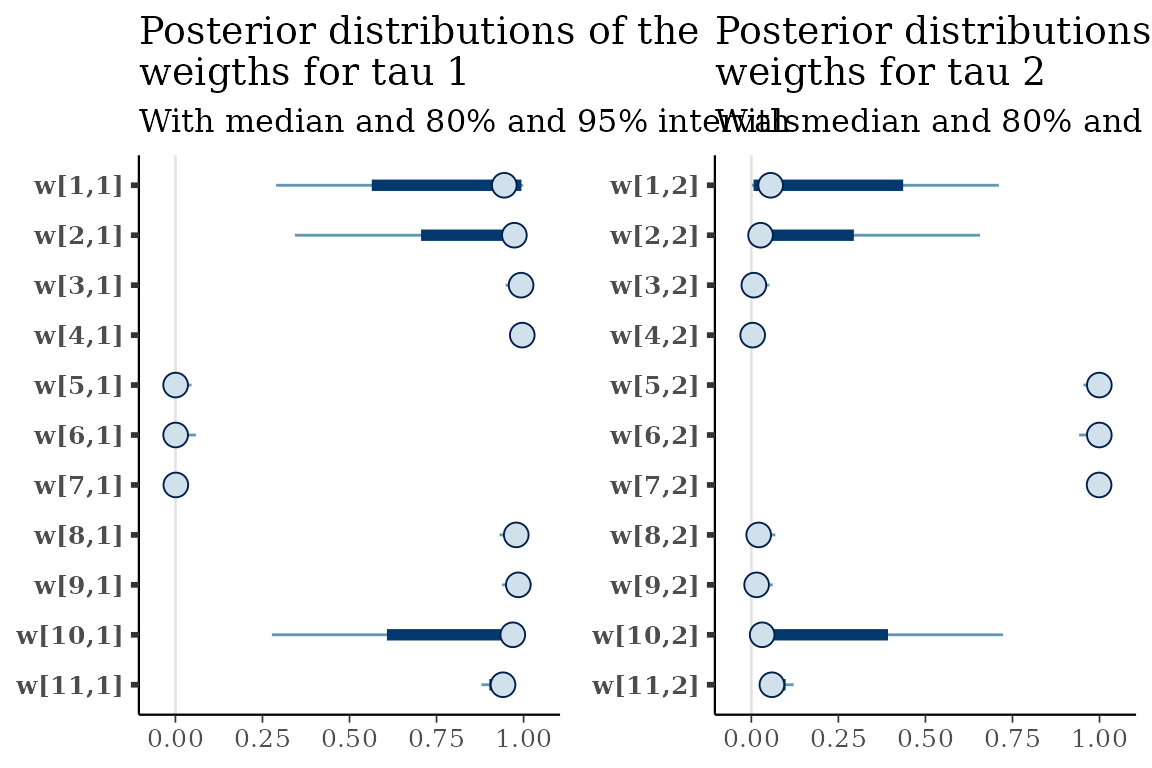 Posterior distributions of the
weigths for tau 1
With median and 80% and 95% intervals
w[1,1]
w[2,1]
w[3,1]
w[4,1]
w[5,1]
w[6,1]
w[7,1]
w[8,1]
w[9,1]
w[10,1]
w[11,1]
0.00 0.25 0.50 0.75 1.00
Posterior distributions
weigths for tau 2
With median and 80% and
w[1,2]
w[2,2]
w[3,2]
w[4,2]
w[5,2]
w[6,2]
w[7,2]
w[8,2]
w[9,2]
w[10,2]
w[11,2]
0.00 0.25 0.50 0.75 1.00